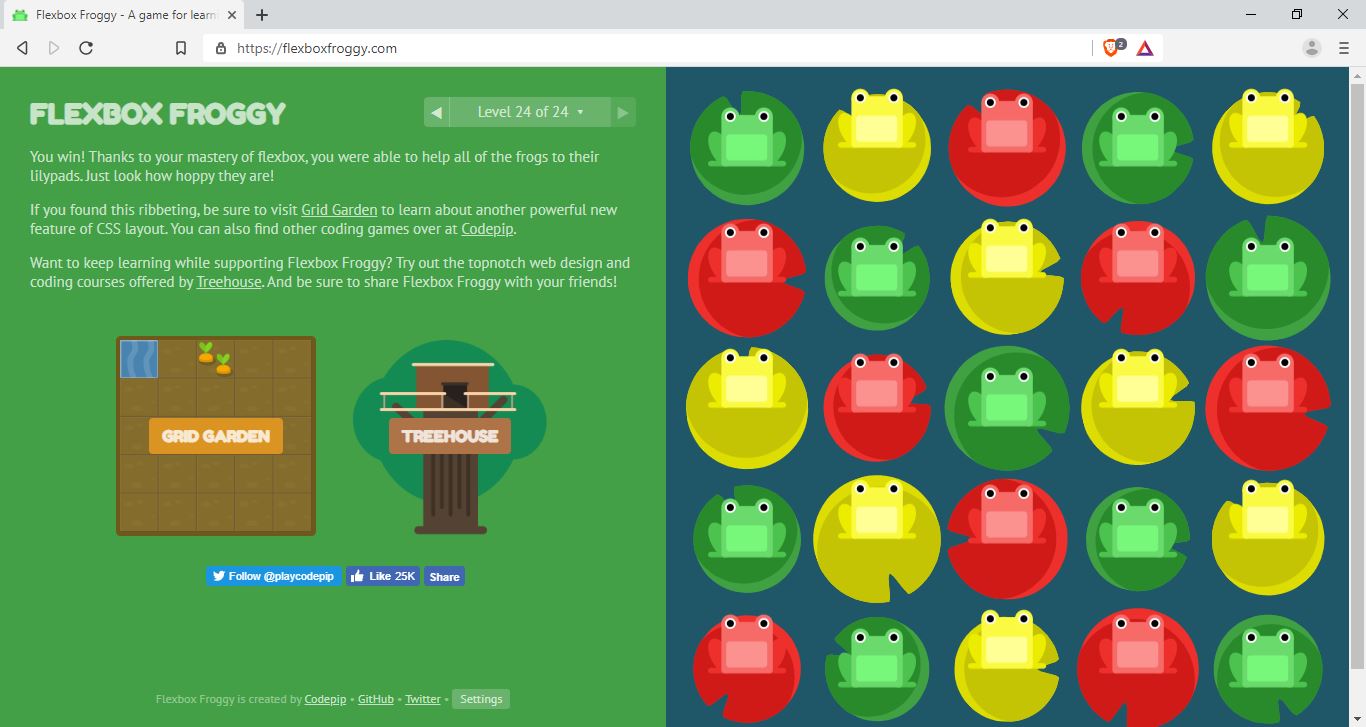 Flexbox Froggy - A game for learn
https://flexboxfroggy.com
2
FLEXBOX FROGGY
Level 24 of 24
You win! Thanks to your mastery of flexbox, you were able to help all of the frogs to their
lilypads. Just look how hoppy they are!
If you found this ribbeting, be sure to visit Grid Garden to learn about another powerful new
feature of CSS layout. You can also find other coding games over at Codepip.
Want to keep learning while supporting Flexbox Froggy? Try out the topnotch web design and
coding courses offered by Treehouse. And be sure to share Flexbox Froggy with your friends!
GRID GARDEN
TREEHOUSE
Follow @playcodepip
Like 25K
Share
Flexbox Froggy is created by Codepip • GitHub • Twitter • Settings